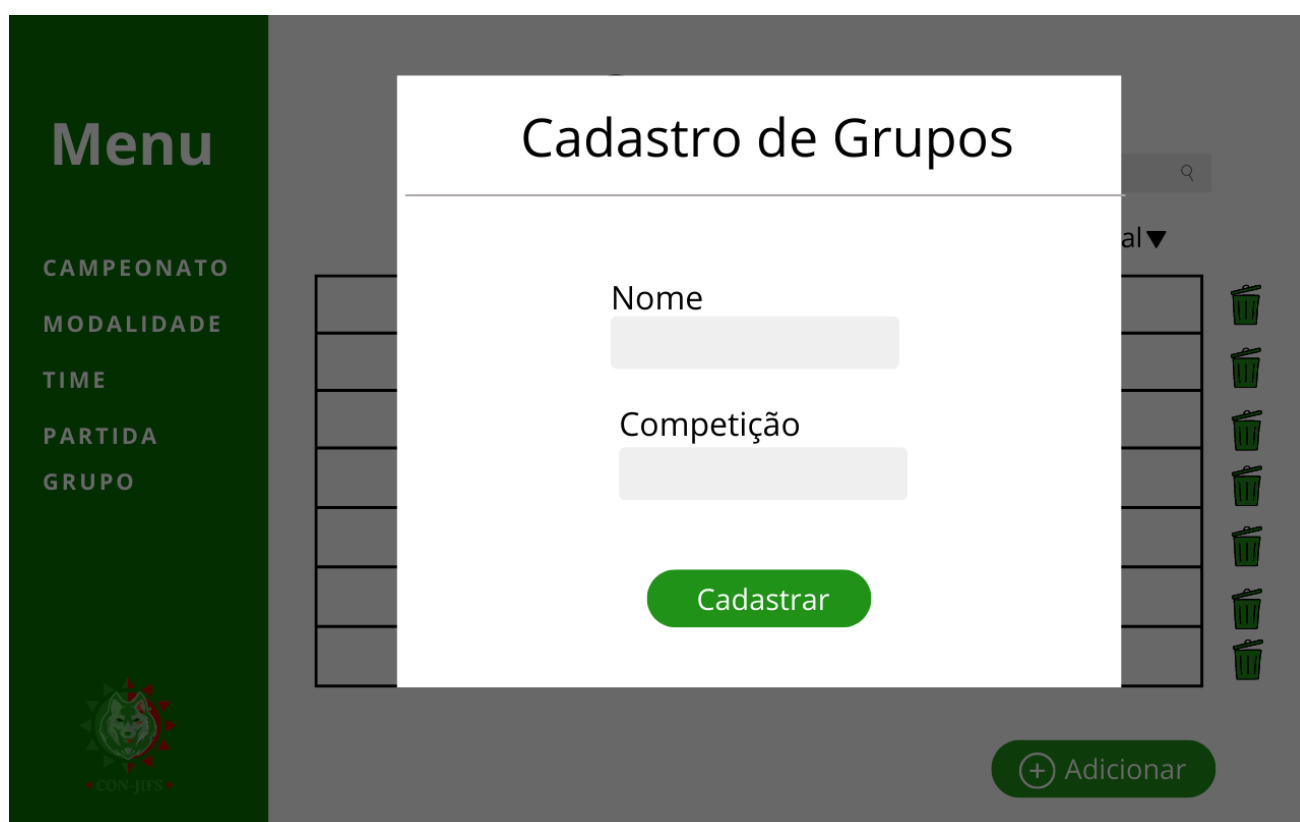 Menu
CAMPEONATO
MODALIDADE
TIME
PARTIDA
GRUPO
CON-JIFS
Cadastro de Grupos
al▼
Nome
Competição
Cadastrar
Adicionar